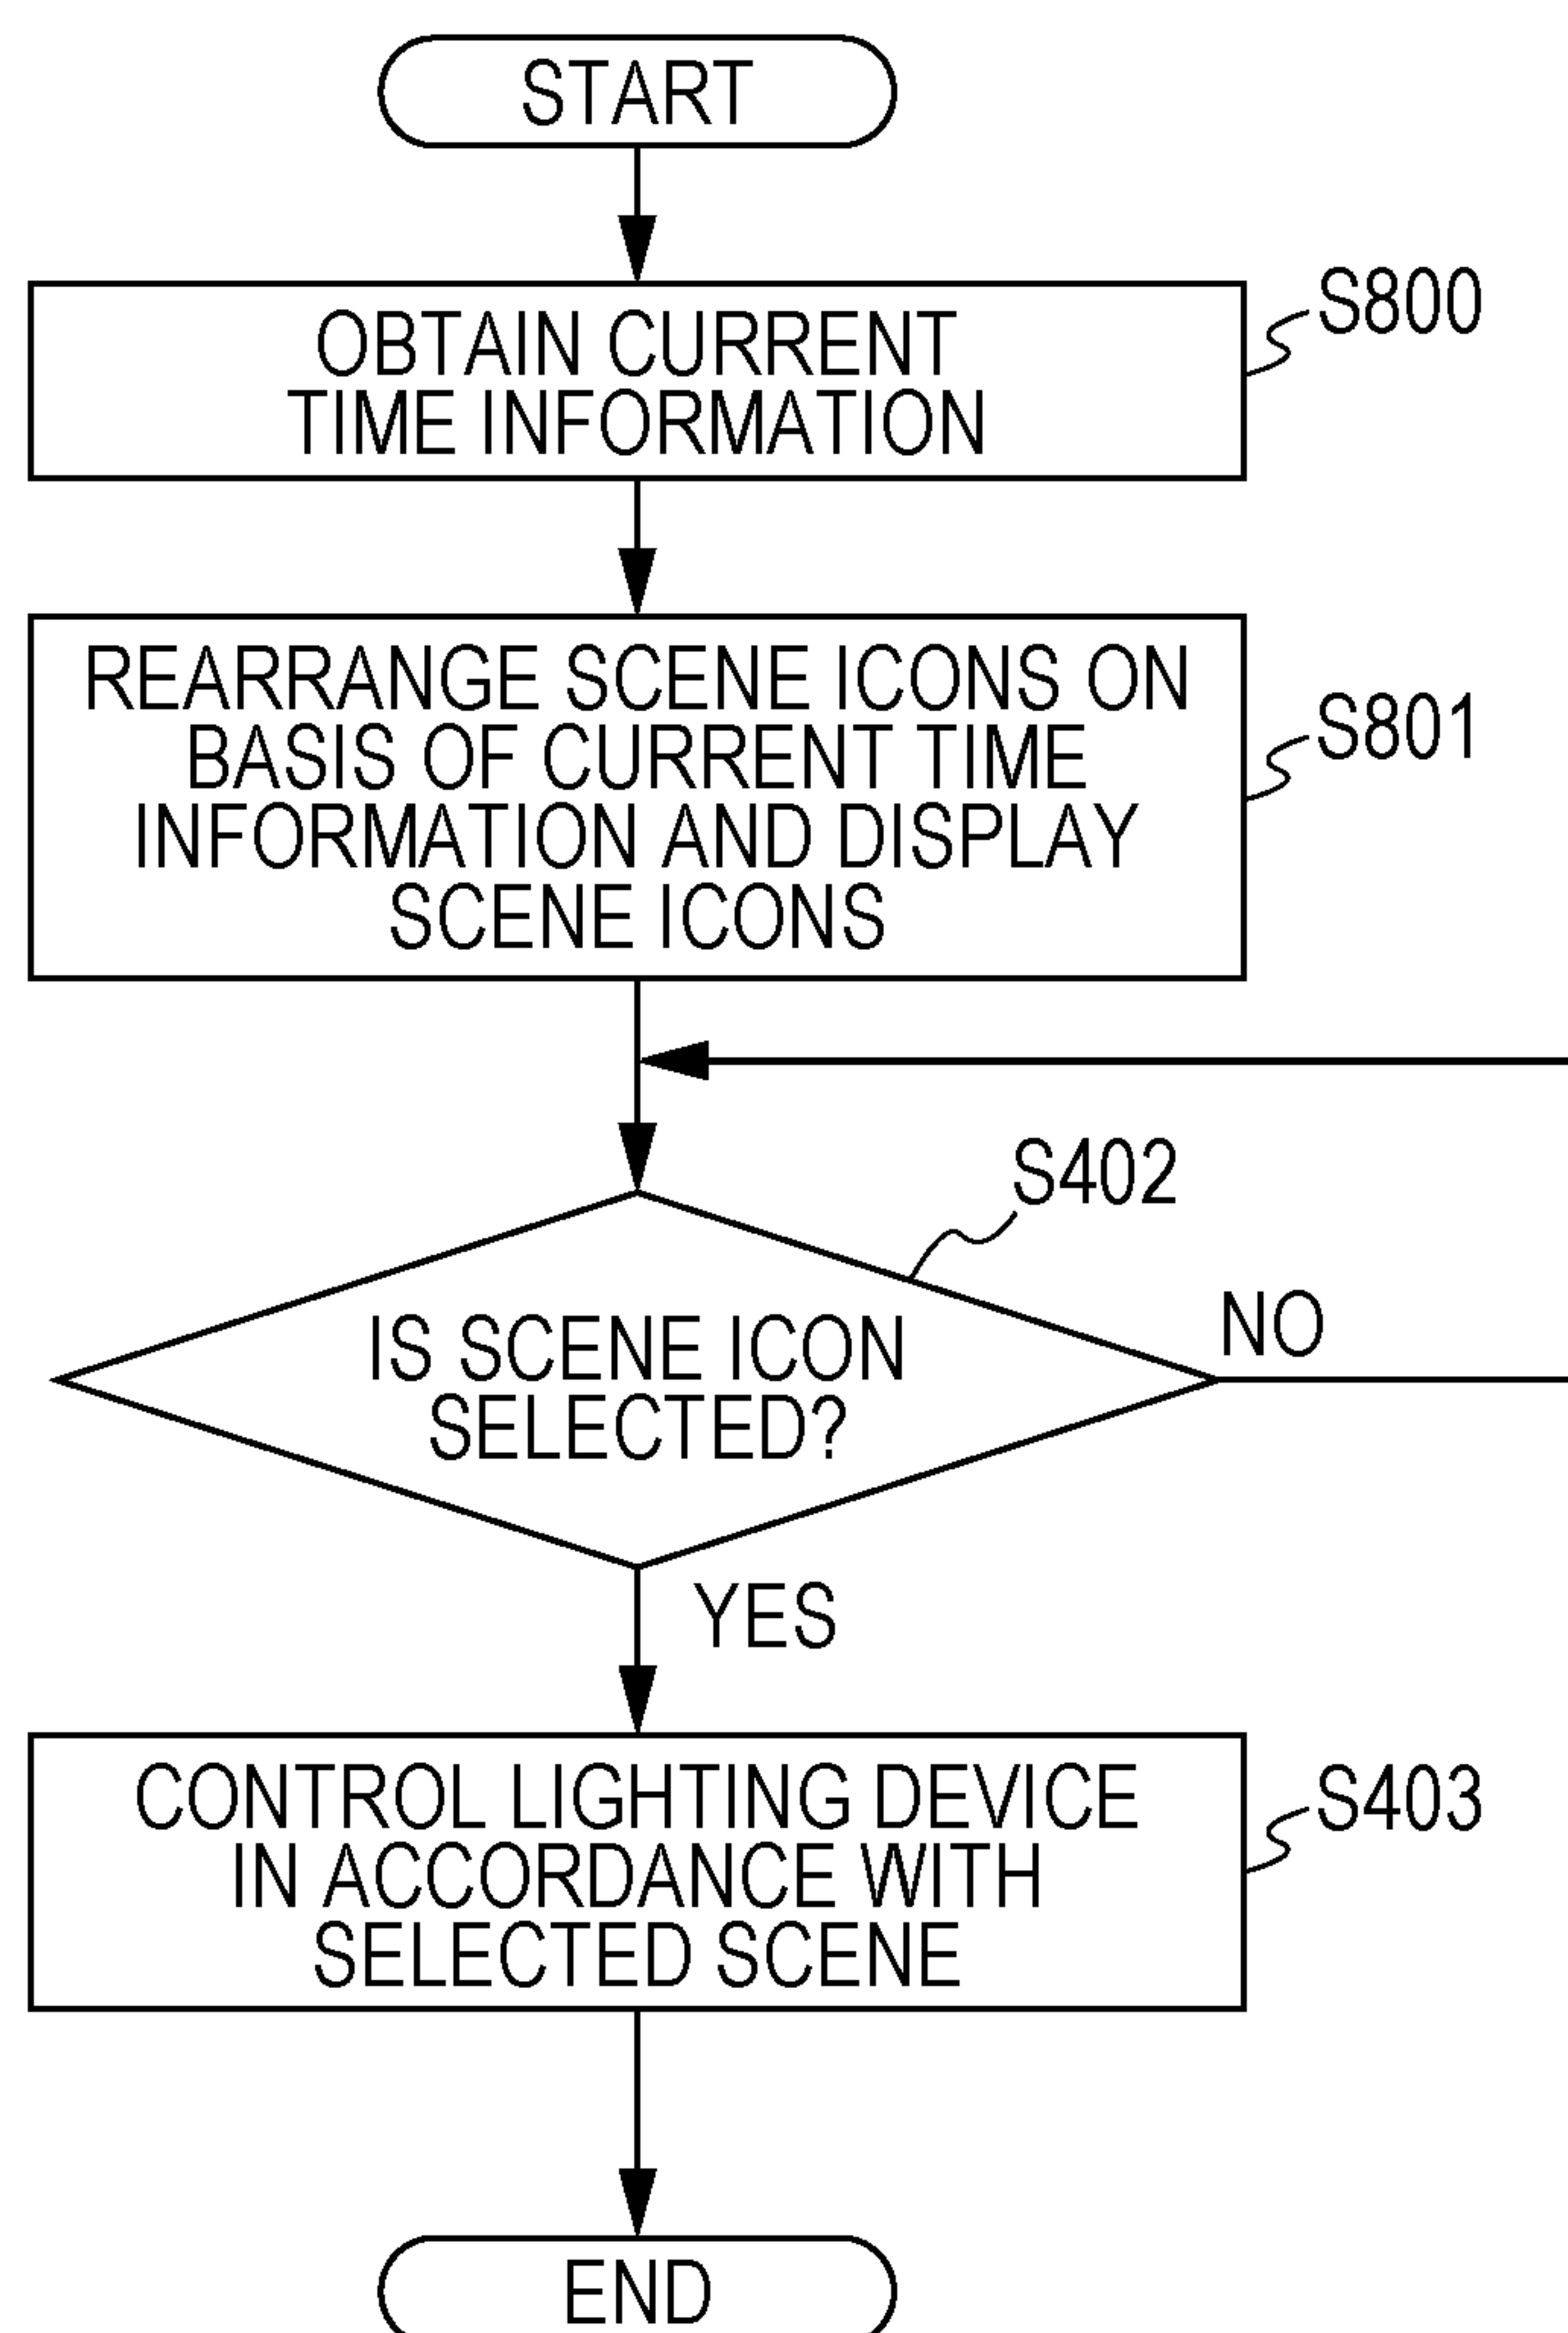 START
OBTAIN CURRENT
TIME INFORMATION
S800
REARRANGE SCENE ICONS ON
BASIS OF CURRENT TIME
INFORMATION AND DISPLAY
SCENE ICONS
S801
S402
IS SCENE ICON
SELECTED?
NO
YES
CONTROL LIGHTING DEVICE
IN ACCORDANCE WITH
SELECTED SCENE
S403
END